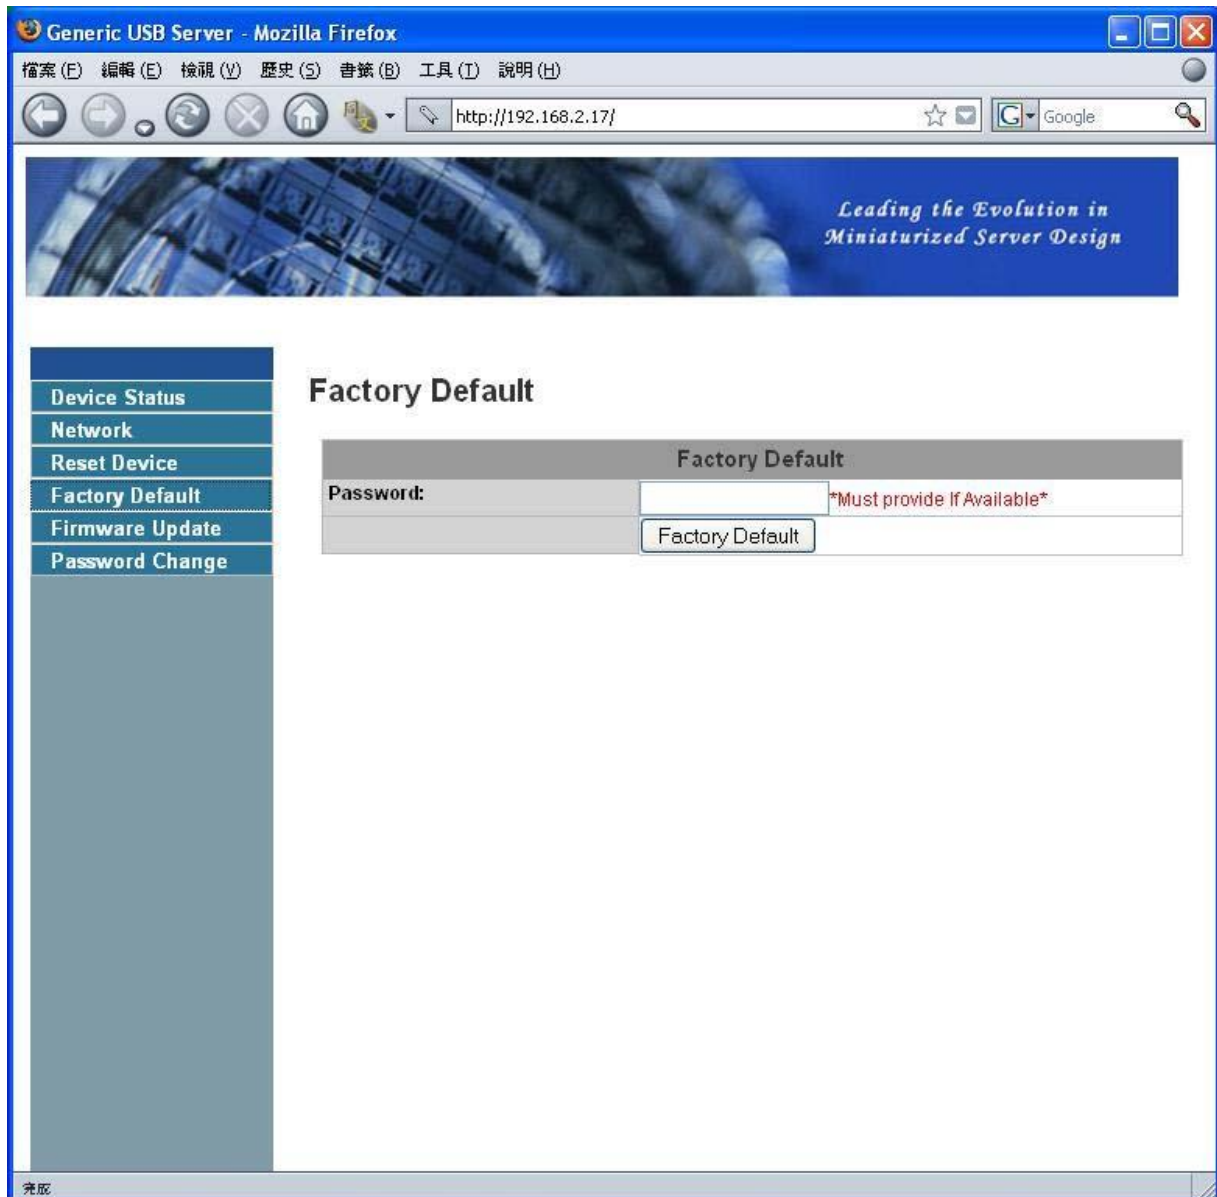 Generic USB Server - Mozilla Firefox
檔案(F) 編輯(E) 檢視(V) 歷史(S) 書籤(B) 工具(T) 說明(H)
http://192.168.2.17/ Google
Leading the Evolution in
Miniaturized Server Design
Device Status
Network
Reset Device
Factory Default
Firmware Update
Password Change
Factory Default
Factory Default
Password: *Must provide If Available*
Factory Default
完成